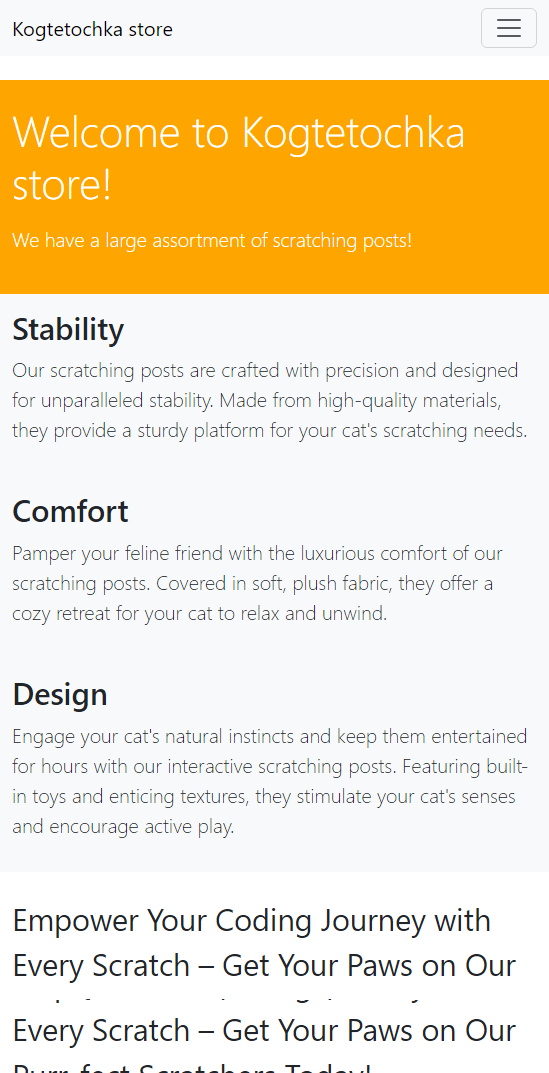 Kogtetochka store
Welcome to Kogtetochka
store!
We have a large assortment of scratching posts!
Stability
Our scratching posts are crafted with precision and designed
for unparalleled stability. Made from high-quality materials,
they provide a sturdy platform for your cat's scratching needs.
Comfort
Pamper your feline friend with the luxurious comfort of our
scratching posts. Covered in soft, plush fabric, they offer a
cozy retreat for your cat to relax and unwind.
Design
Engage your cat's natural instincts and keep them entertained
for hours with our interactive scratching posts. Featuring built-
in toys and enticing textures, they stimulate your cat's senses
and encourage active play.
Empower Your Coding Journey with
Every Scratch – Get Your Paws on Our
Every Scratch – Get Your Paws on Our
Purr-fect Scratchers Today!